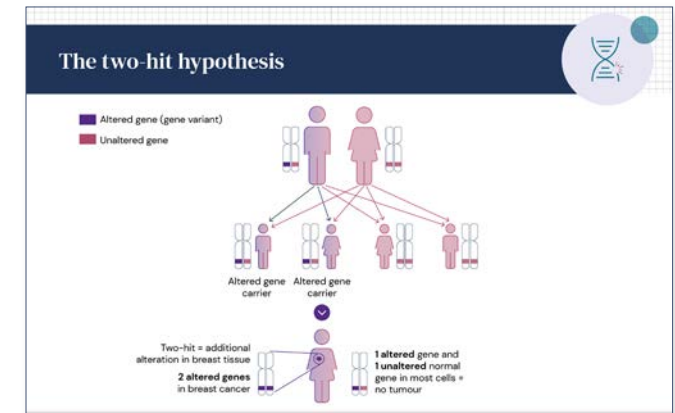 The two-hit hypothesis
Altered gene (gene variant)
Unaltered gene
Altered gene
carrier
Altered gene
carrier
Two-hit = additional
alteration in breast tissue
2 altered genes
in breast cancer
1 altered gene and
1 unaltered normal
gene in most cells =
no tumour